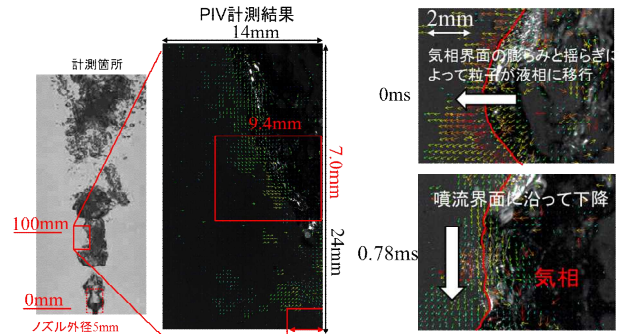 PIV計測結果
14mm
計測箇所
9.4mm
7.0mm
24mm
100mm
0mm
ノズル外径5mm
2mm
気相界面の膨らみと揺らぎに
よって粒子が液相に移行
0ms
噴流界面に沿って下降
0.78ms
気相